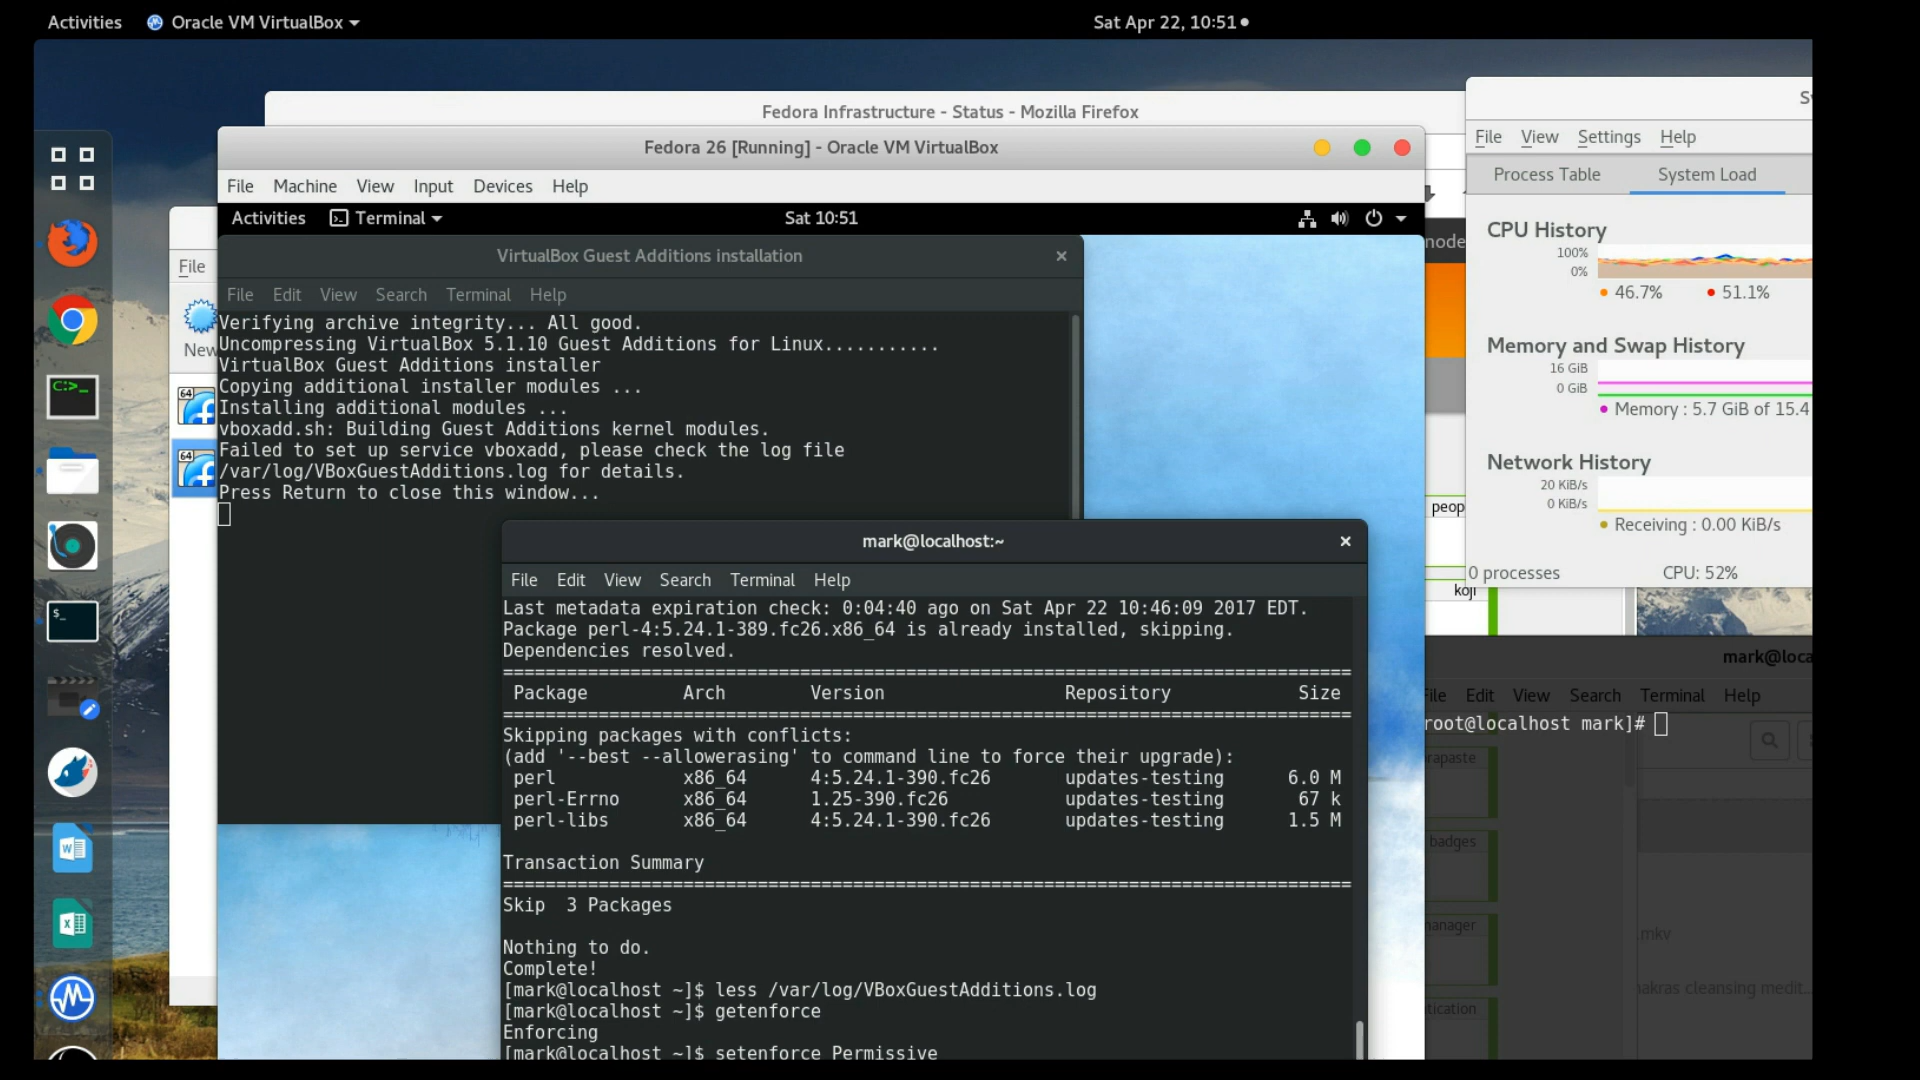 Activities Oracle VM VirtualBox Sat Apr 22, 10:51
Fedora Infrastructure - Status - Mozilla Firefox
Fedora 26 [Running] - Oracle VM VirtualBox
File Machine View Input Devices Help
Activities Terminal Sat 10:51
VirtualBox Guest Additions installation
File Edit View Search Terminal Help
Verifying archive integrity... All good.
Uncompressing VirtualBox 5.1.10 Guest Additions for Linux...........
VirtualBox Guest Additions installer
Copying additional installer modules ...
Installing additional modules ...
vboxadd.sh: Building Guest Additions kernel modules.
Failed to set up service vboxadd, please check the log file
/var/log/VBoxGuestAdditions.log for details.
Press Return to close this window...
File
New
64
64
mark@localhost:~
File Edit View Search Terminal Help
Last metadata expiration check: 0:04:40 ago on Sat Apr 22 10:46:09 2017 EDT.
Package perl-4:5.24.1-389.fc26.x86_64 is already installed, skipping.
Dependencies resolved.
Package Arch Version Repository Size
Skipping packages with conflicts:
(add '--best --allowerasing' to command line to force their upgrade):
perl x86_64 4:5.24.1-390.fc26 updates-testing 6.0 M
perl-Errno x86_64 1.25-390.fc26 updates-testing 67 k
perl-libs x86_64 4:5.24.1-390.fc26 updates-testing 1.5 M
Transaction Summary
Skip 3 Packages
Nothing to do.
Complete!
[mark@localhost ~]$ less /var/log/VBoxGuestAdditions.log
[mark@localhost ~]$ getenforce
Enforcing
[mark@localhost ~]$ setenforce Permissive
File View Settings Help
Process Table System Load
CPU History
100%
0%
46.7% 51.1%
Memory and Swap History
16 GiB
0 GiB
Memory : 5.7 GiB of 15.4
Network History
20 KiB/s
0 KiB/s
Receiving : 0.00 KiB/s
0 processes CPU: 52%
node
peop
koji
mark@loca
ile Edit View Search Terminal Help
root@localhost mark]#
rapaste
badges
manager
.mkv
akras cleansing medit...
tication
C:>_
$_
W
X